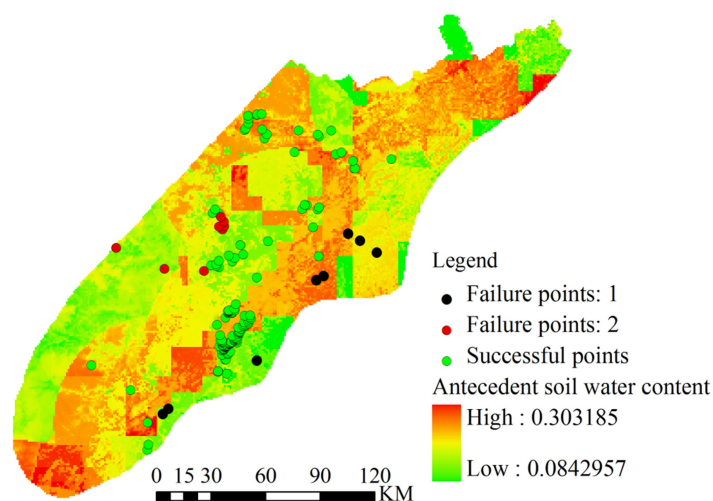 Legend
Failure points: 1
Failure points: 2
Successful points
Antecedent soil water content
High : 0.303185
Low : 0.0842957
0 15 30 60 90 120
KM